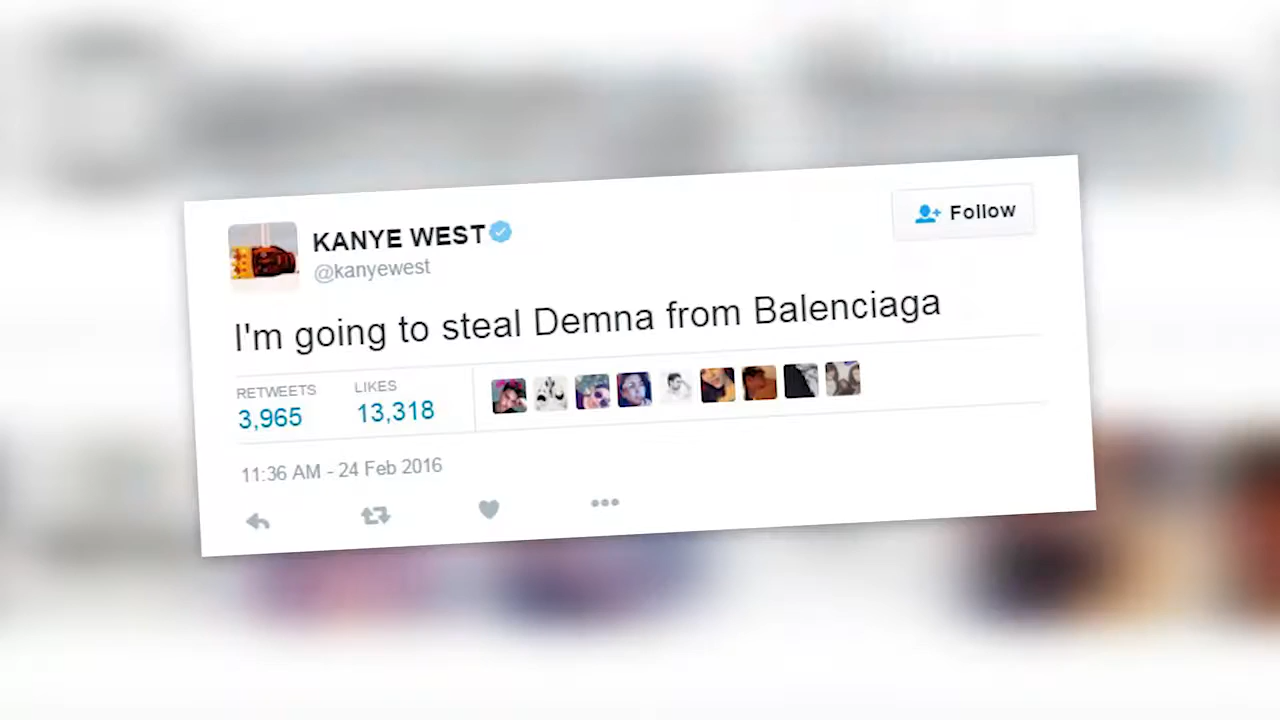 KANYE WEST
@kanyewest
Follow
I'm going to steal Demna from Balenciaga
RETWEETS LIKES
3,965 13,318
11:36 AM - 24 Feb 2016